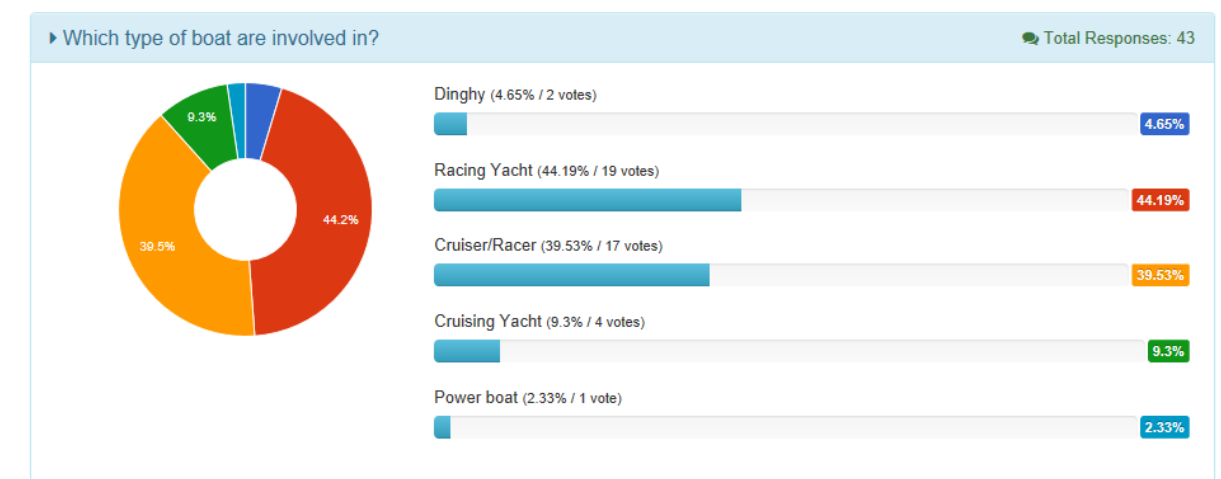 Which type of boat are involved in?
Total Responses: 43
9.3%
44.2%
39.5%
Dinghy (4.65% / 2 votes)
4.65%
Racing Yacht (44.19% / 19 votes)
44.19%
Cruiser/Racer (39.53% / 17 votes)
39.53%
Cruising Yacht (9.3% / 4 votes)
9.3%
Power boat (2.33% / 1 vote)
2.33%